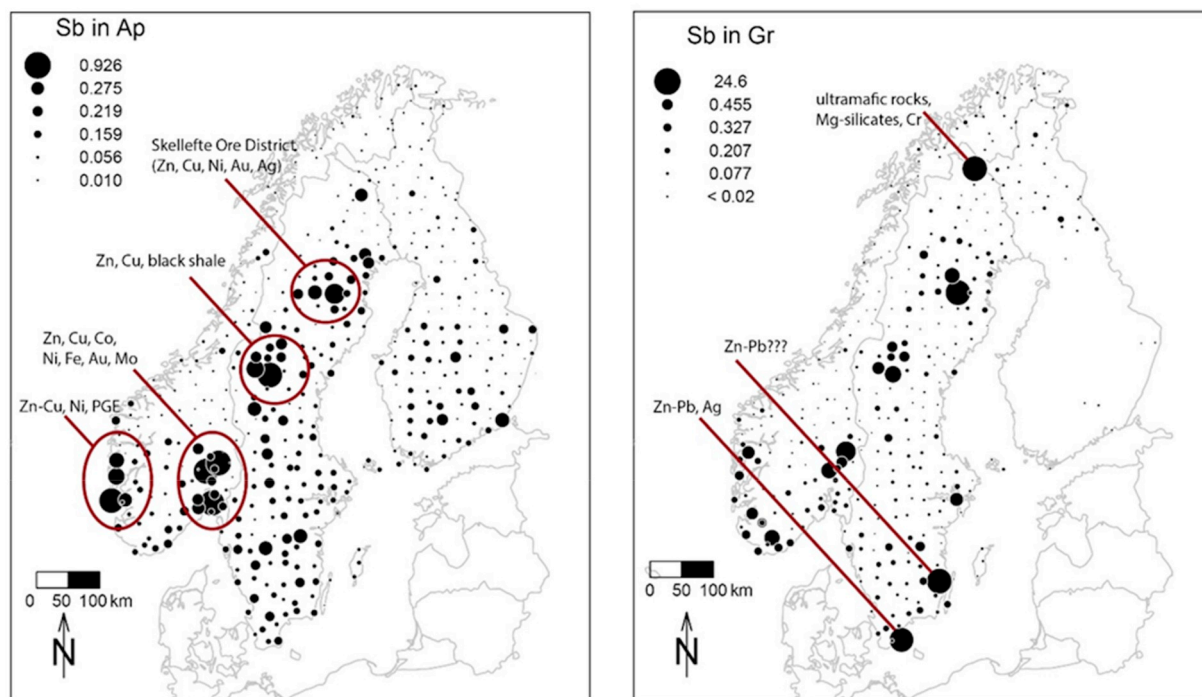 Sb in Ap
0.926
0.275
0.219
0.159
0.056
0.010
Skellefte Ore District
(Zn, Cu, Ni, Au, Ag)
Zn, Cu, black shale
Zn, Cu, Co,
Ni, Fe, Au, Mo
Zn-Cu, Ni, PGE
0 50 100 km
N
Sb in Gr
24.6
0.455
0.327
0.207
0.077
< 0.02
ultramafic rocks,
Mg-silicates, Cr
Zn-Pb???
Zn-Pb, Ag
0 50 100 km
N